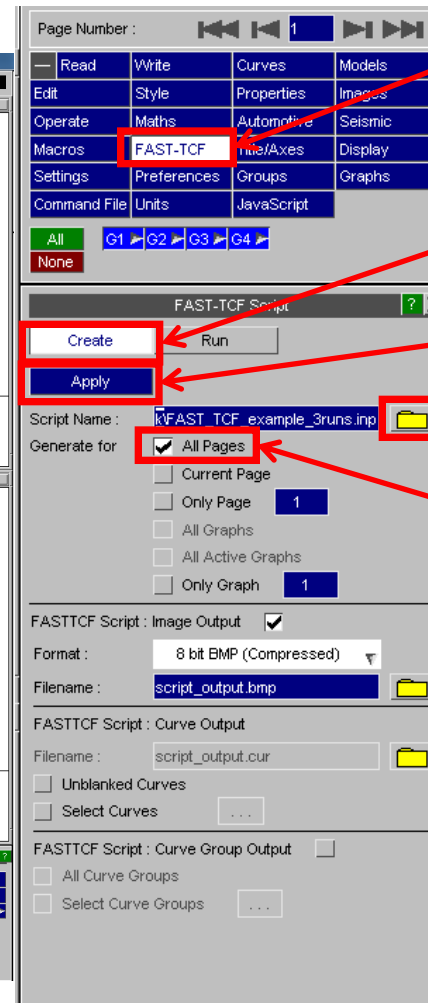 Page Number : 1
Read Write Curves Models
Edit Style Properties Images
Operate Maths Automotive Seismic
Macros FAST-TCF Title/Axes Display
Settings Preferences Groups Graphs
Command File Units JavaScript
All G1 G2 G3 G4
None
FAST-TCF Script ?
Create Run
Apply
Script Name : k\FAST_TCF_example_3runs.inp
Generate for All Pages
Current Page
Only Page 1
All Graphs
All Active Graphs
Only Graph 1
FASTTCF Script : Image Output
Format : 8 bit BMP (Compressed)
Filename : script_output.bmp
FASTTCF Script : Curve Output
Filename : script_output.cur
Unblanked Curves
Select Curves ...
FASTTCF Script : Curve Group Output
All Curve Groups
Select Curve Groups ...
?